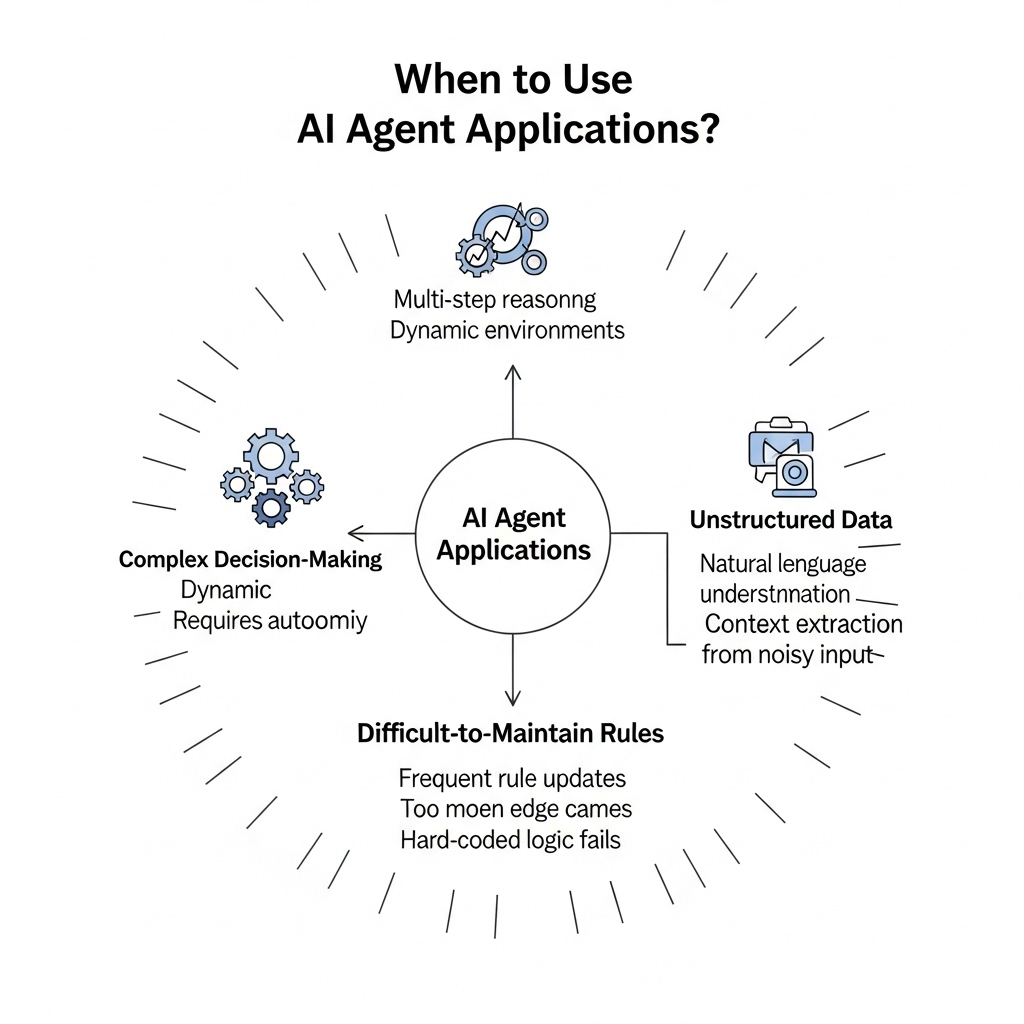 When to Use
AI Agent Applications?
Multi-step reasonng
Dynamic environments
AI Agent
Applications
Complex Decision-Making
Dynamic
Requires autoomiy
Unstructured Data
Natural lenguage
understnnation
Context extraction
from noisy input
Difficult-to-Maintain Rules
Frequent rule updates
Too moen edge cames
Hard-coded logic fails